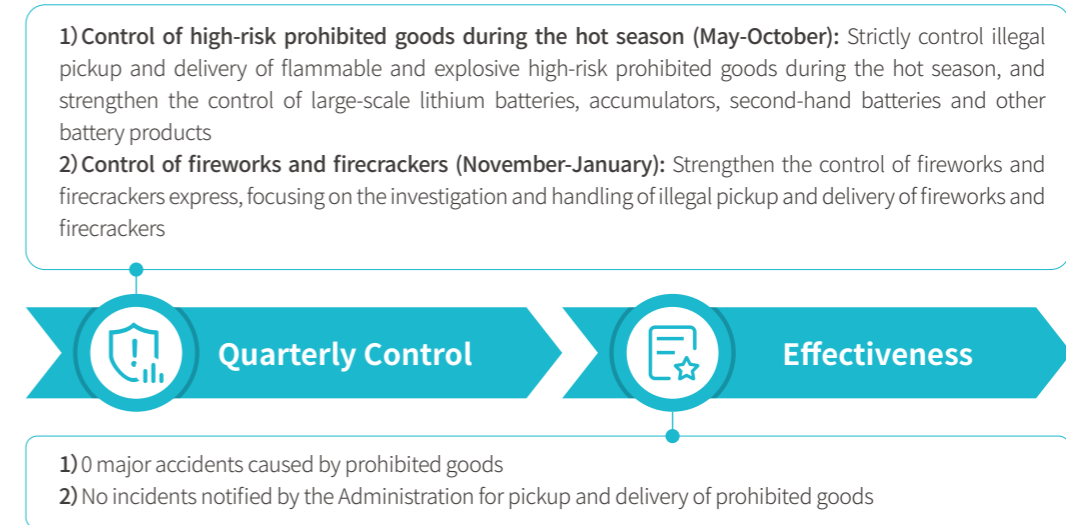 1) Control of high-risk prohibited goods during the hot season (May-October): Strictly control illegal
pickup and delivery of flammable and explosive high-risk prohibited goods during the hot season, and
strengthen the control of large-scale lithium batteries, accumulators, second-hand batteries and other
battery products
2) Control of fireworks and firecrackers (November-January): Strengthen the control of fireworks and
firecrackers express, focusing on the investigation and handling of illegal pickup and delivery of fireworks and
firecrackers
Quarterly Control
Effectiveness
1) 0 major accidents caused by prohibited goods
2) No incidents notified by the Administration for pickup and delivery of prohibited goods